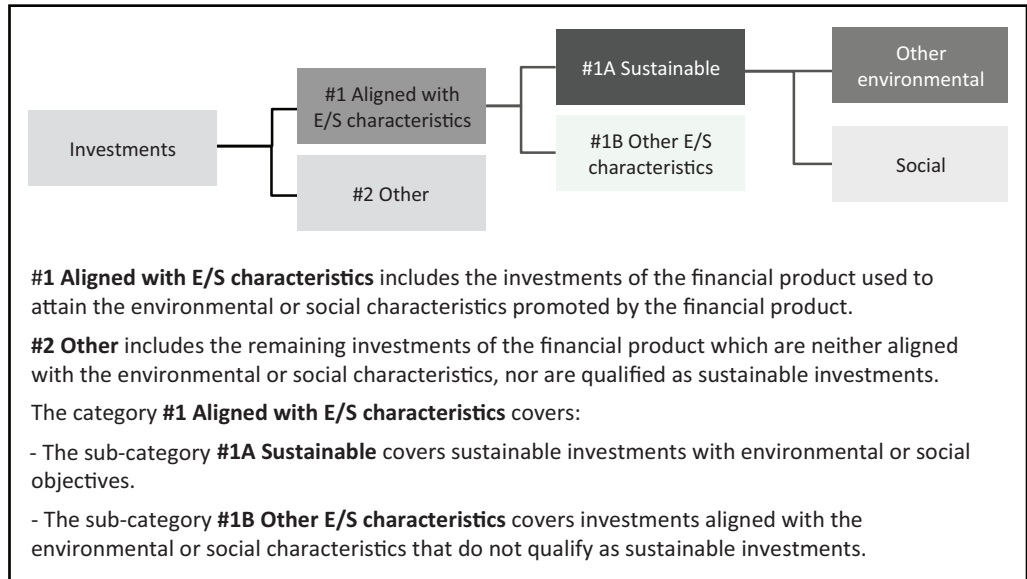 Investments
#1 Aligned with
E/S characteristics
#2 Other
#1A Sustainable
#1B Other E/S
characteristics
Other
environmental
Social
#1 Aligned with E/S characteristics includes the investments of the financial product used to
attain the environmental or social characteristics promoted by the financial product.
#2 Other includes the remaining investments of the financial product which are neither aligned
with the environmental or social characteristics, nor are qualified as sustainable investments.
The category #1 Aligned with E/S characteristics covers:
- The sub-category #1A Sustainable covers sustainable investments with environmental or social
objectives.
- The sub-category #1B Other E/S characteristics covers investments aligned with the
environmental or social characteristics that do not qualify as sustainable investments.